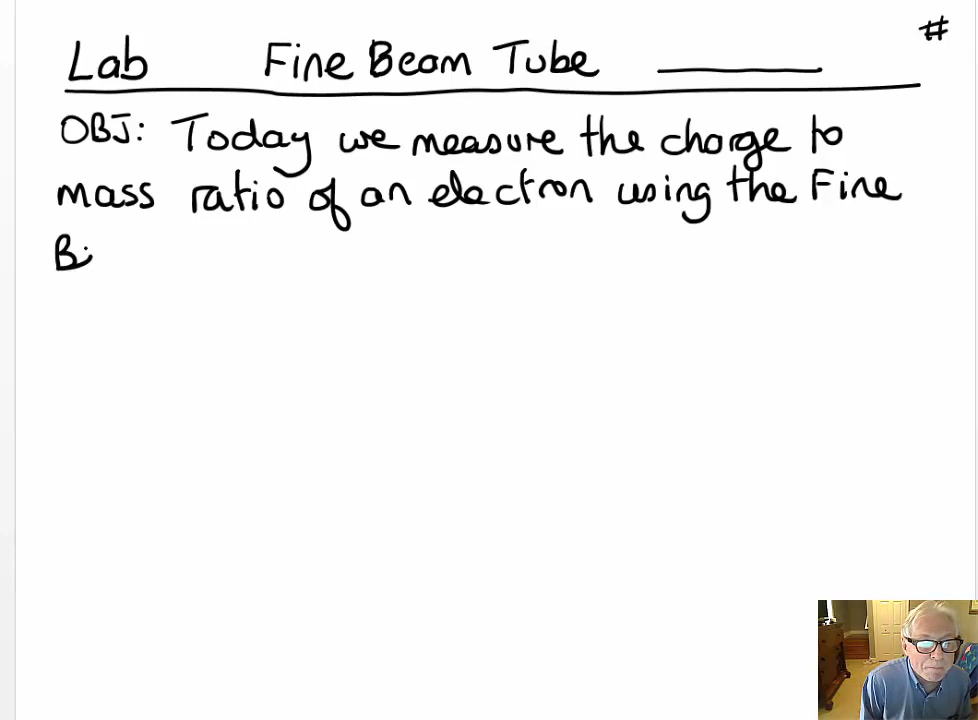 #
Lab Fine Beam Tube
OBJ: Today we measure the charge to
mass ratio of an electron using the Fine
B